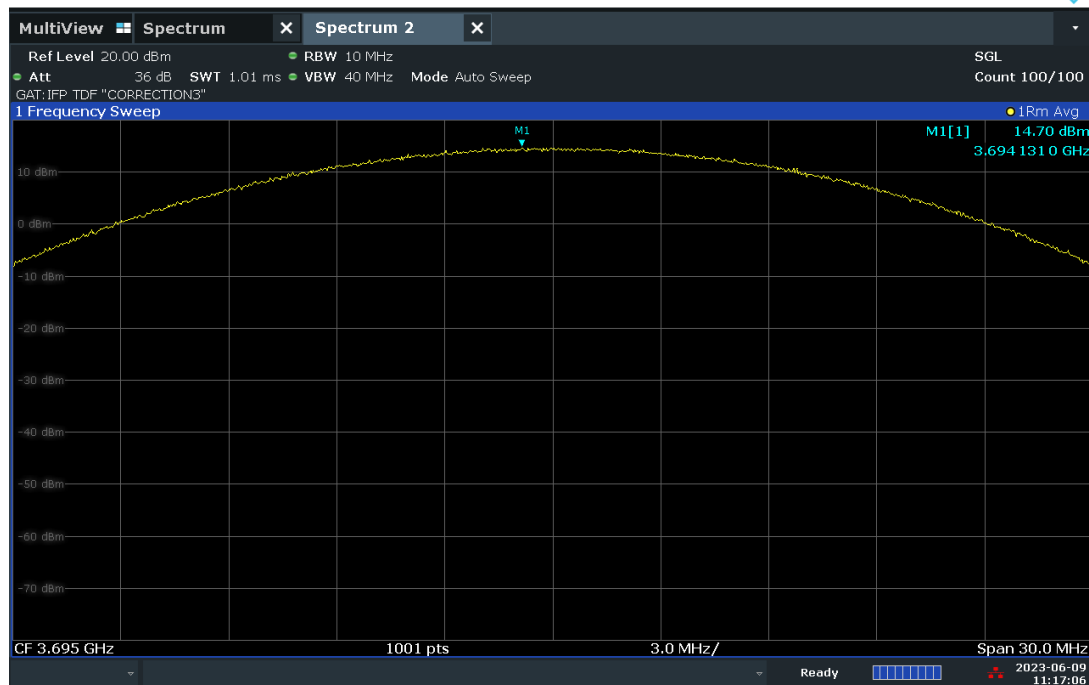 MultiView Spectrum X Spectrum 2 X
Ref Level 20.00 dBm RBW 10 MHz SGL
Att 36 dB SWT 1.01 ms VBW 40 MHz Mode Auto Sweep Count 100/100
GAT:IFP TDF "CORRECTION3"
1 Frequency Sweep 1Rm Avg
M1 M1[1] 14.70 dBm
3.6941310 GHz
10 dBm
0 dBm
-10 dBm
-20 dBm
-30 dBm
-40 dBm
-50 dBm
-60 dBm
-70 dBm
CF 3.695 GHz 1001 pts 3.0 MHz/ Span 30.0 MHz
Ready 2023-06-09
11:17:06